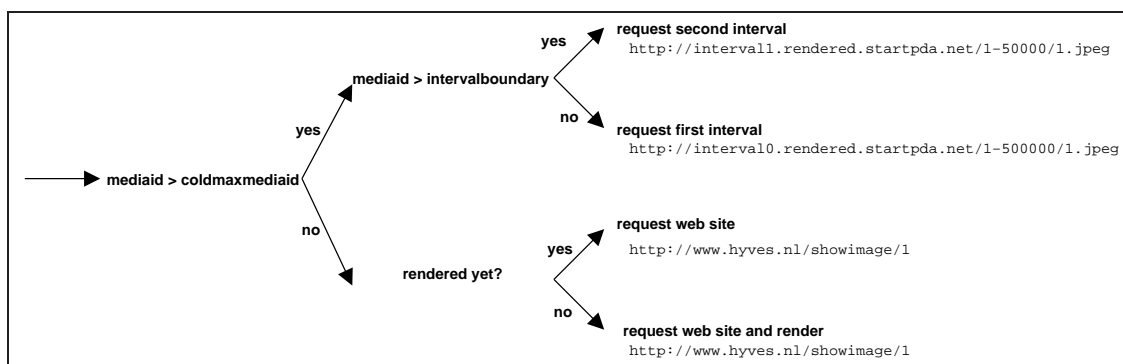 request second interval
yes
http://interval1.rendered.startpda.net/1-50000/1.jpeg
mediaid > intervalboundary
no
yes
request first interval
http://interval0.rendered.startpda.net/1-500000/1.jpeg
mediaid > coldmaxmediaid
request web site
no
yes
http://www.hyves.nl/showimage/1
rendered yet?
no
request web site and render
http://www.hyves.nl/showimage/1